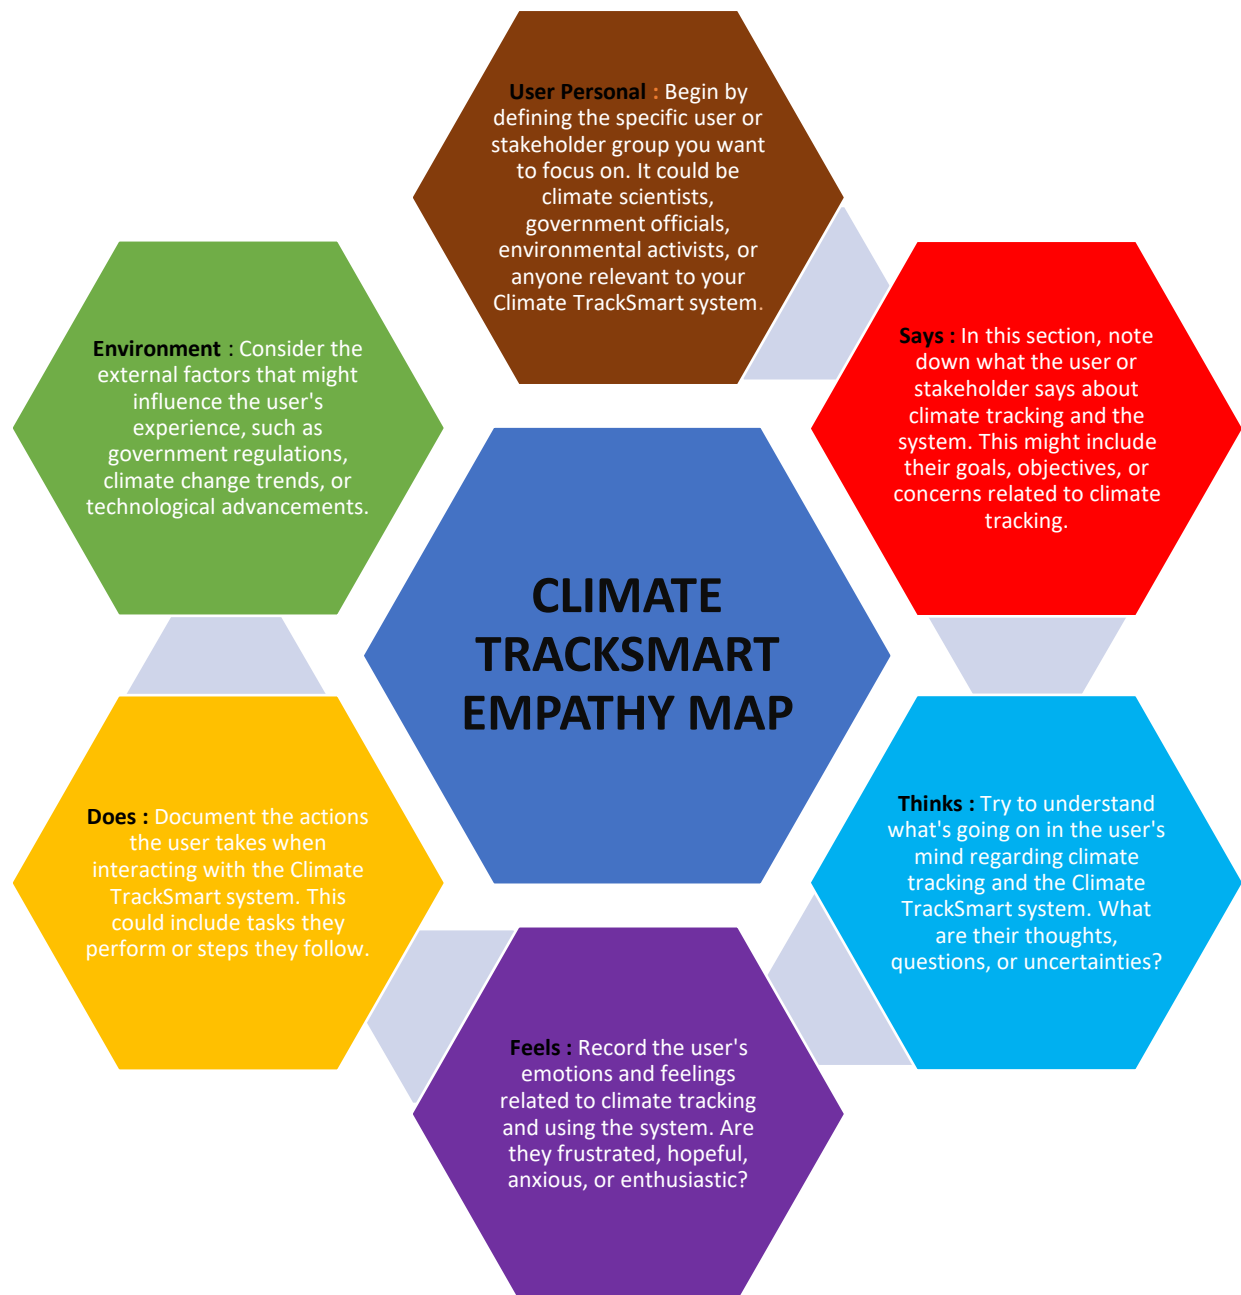 User Personal : Begin by
defining the specific user or
stakeholder group you want
to focus on. It could be
climate scientists,
government officials,
environmental activists, or
anyone relevant to your
Climate TrackSmart system.
Says : In this section, note
down what the user or
stakeholder says about
climate tracking and the
system. This might include
their goals, objectives, or
concerns related to climate
tracking.
Thinks : Try to understand
what's going on in the user's
mind regarding climate
tracking and the Climate
TrackSmart system. What
are their thoughts,
questions, or uncertainties?
Feels : Record the user's
emotions and feelings
related to climate tracking
and using the system. Are
they frustrated, hopeful,
anxious, or enthusiastic?
Does : Document the actions
the user takes when
interacting with the Climate
TrackSmart system. This
could include tasks they
perform or steps they follow.
Environment : Consider the
external factors that might
influence the user's
experience, such as
government regulations,
climate change trends, or
technological advancements.
CLIMATE
TRACKSMART
EMPATHY MAP